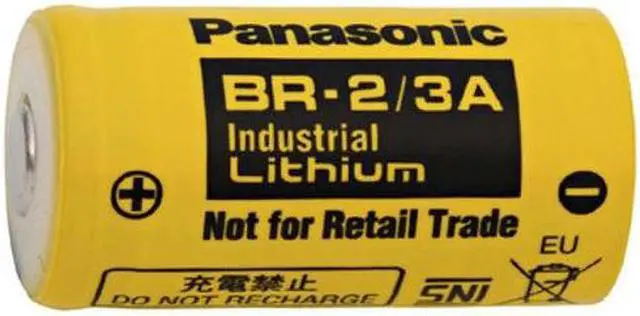 Panasonic
BR-2/3A
Industrial
Lithium
Not for Retail Trade
EU
充電禁止
DO NOT RECHARGE
SNI